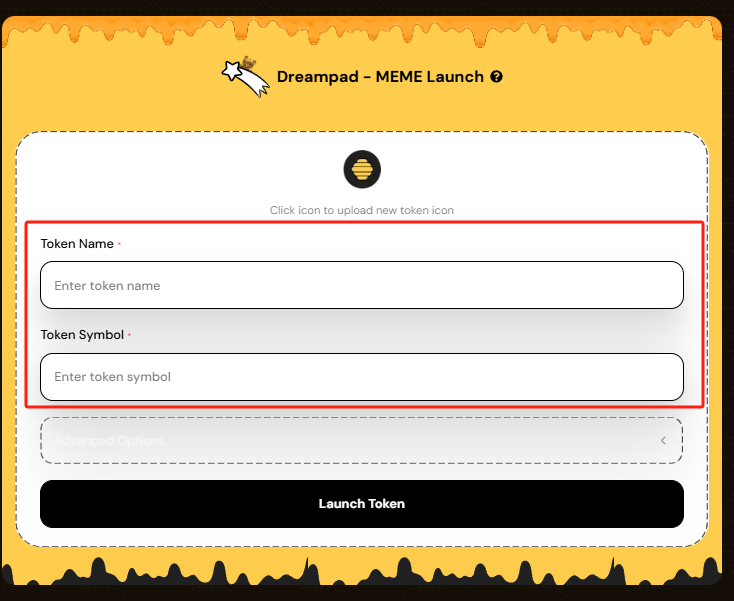 Dreampad - MEME Launch ?
Click icon to upload new token icon
Token Name *
Enter token name
Token Symbol *
Enter token symbol
Advanced Options
Launch Token